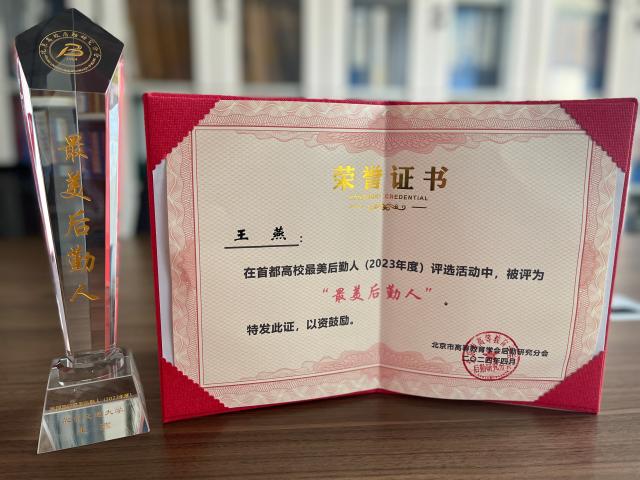 最美后勤人
荣誉证书
CREDENTIAL
王 燕 :
在首都高校最美后勤人（2023年度）评选活动中，被评为
“最美后勤人”。
特发此证，以资鼓励。
北京市高等教育学会后勤研究分会
二〇二四年四月